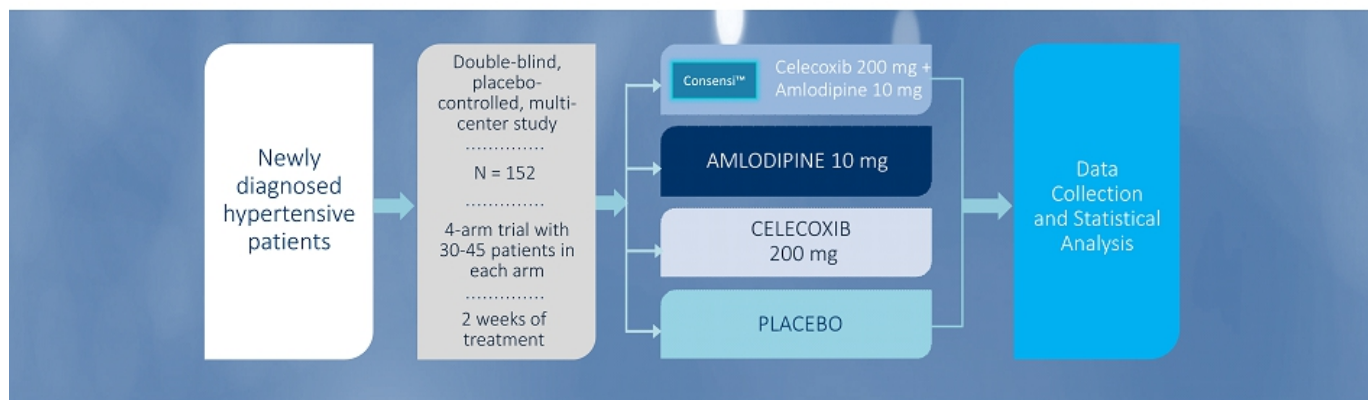 Newly
diagnosed
hypertensive
patients
Double-blind,
placebo-
controlled, multi-
center study
..............
N = 152
..............
4-arm trial with
30-45 patients in
each arm
..............
2 weeks of
treatment
Consensi™
Celecoxib 200 mg +
Amlodipine 10 mg
AMLODIPINE 10 mg
CELECOXIB
200 mg
PLACEBO
Data
Collection
and Statistical
Analysis